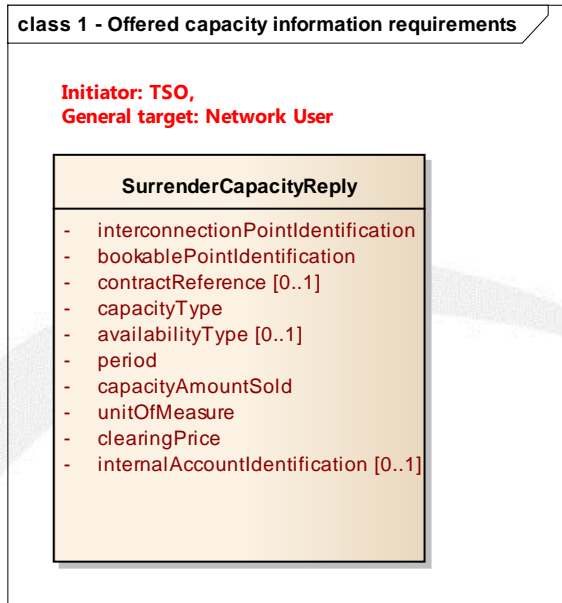 class 1 - Offered capacity information requirements
Initiator: TSO,
General target: Network User
SurrenderCapacityReply
- interconnectionPointIdentification
- bookablePointIdentification
- contractReference [0..1]
- capacityType
- availabilityType [0..1]
- period
- capacityAmountSold
- unitOfMeasure
- clearingPrice
- internalAccountIdentification [0..1]